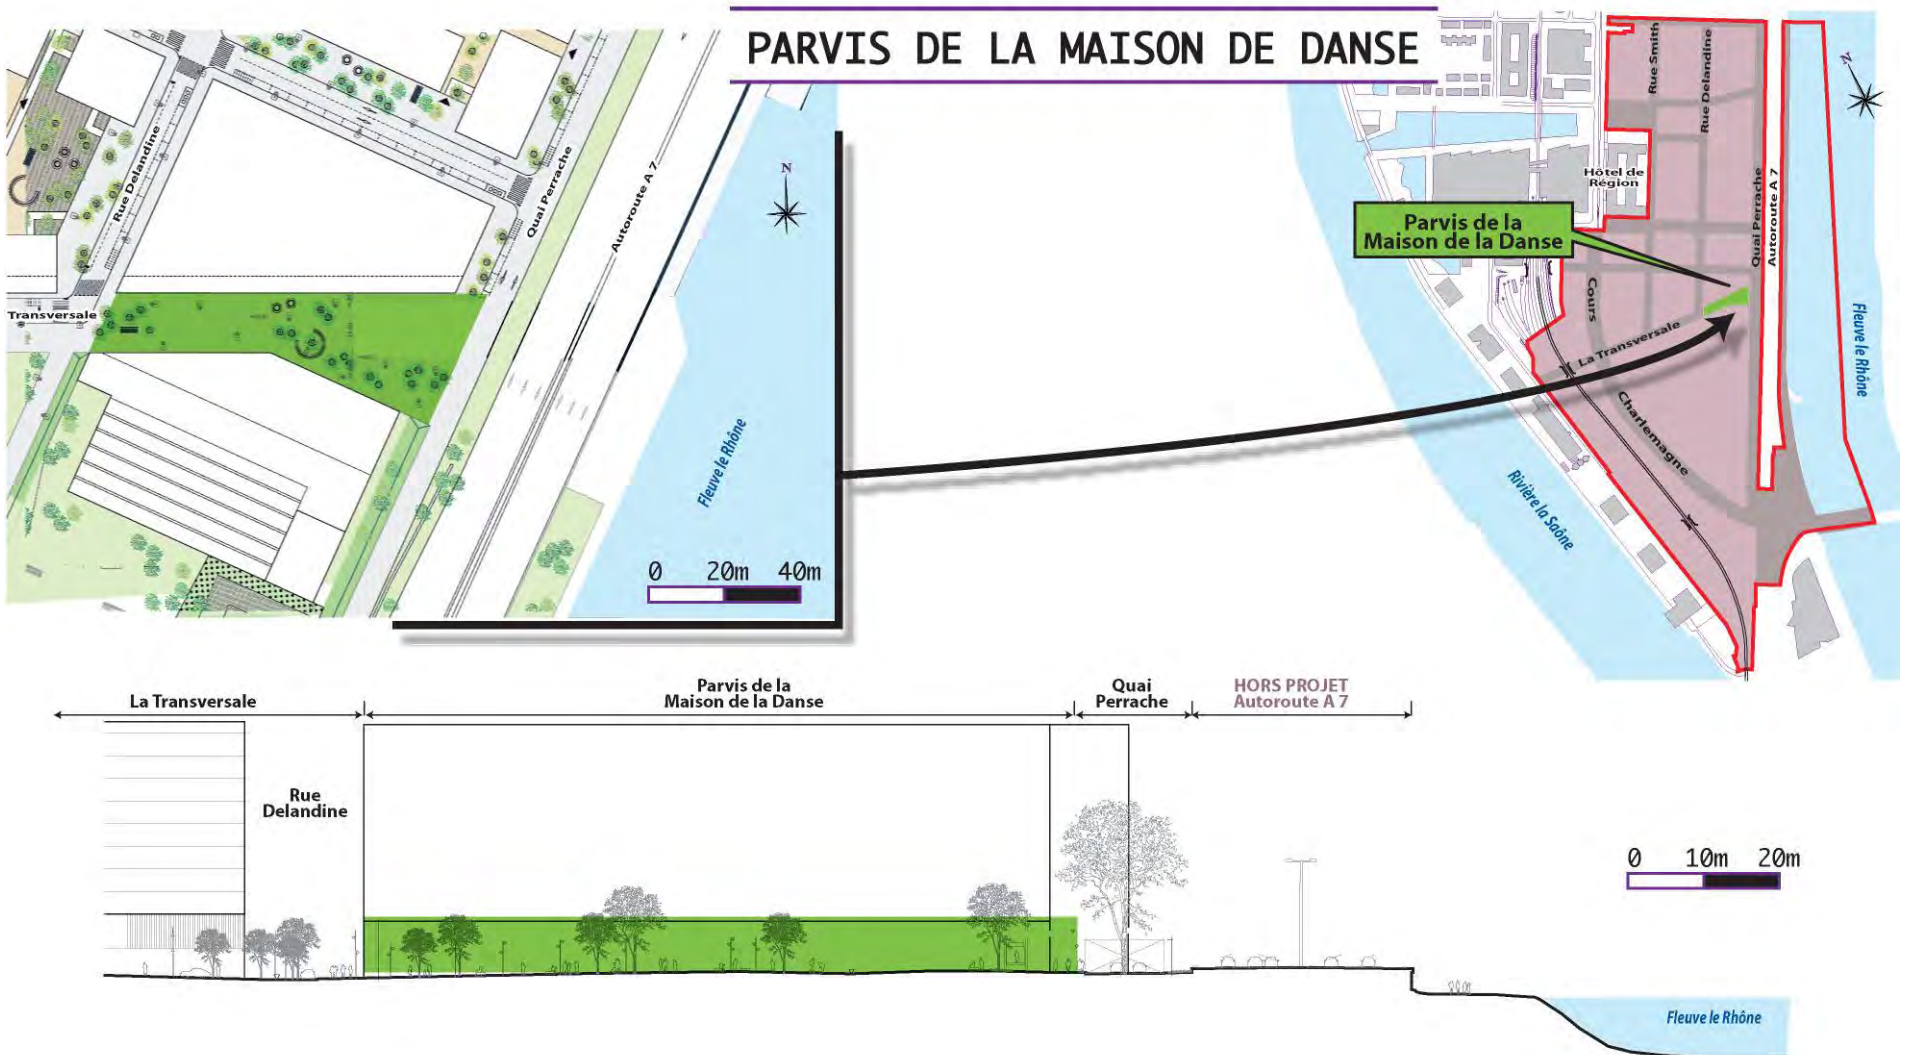 PARVIS DE LA MAISON DE DANSE
Rue Delandine
Quai Perrache
Autoroute A 7
Transversale
N
Fleuve le Rhône
0 20m 40m
Rue Smith
Rue Delandine
N
Hôtel de
Région
Quai Perrache
Autoroute A 7
Parvis de la
Maison de la Danse
Cours
La Transversale
Charlemagne
Fleuve le Rhône
Rivière la Saône
La Transversale
Parvis de la
Maison de la Danse
Quai
Perrache
HORS PROJET
Autoroute A 7
Rue
Delandine
0 10m 20m
Fleuve le Rhône